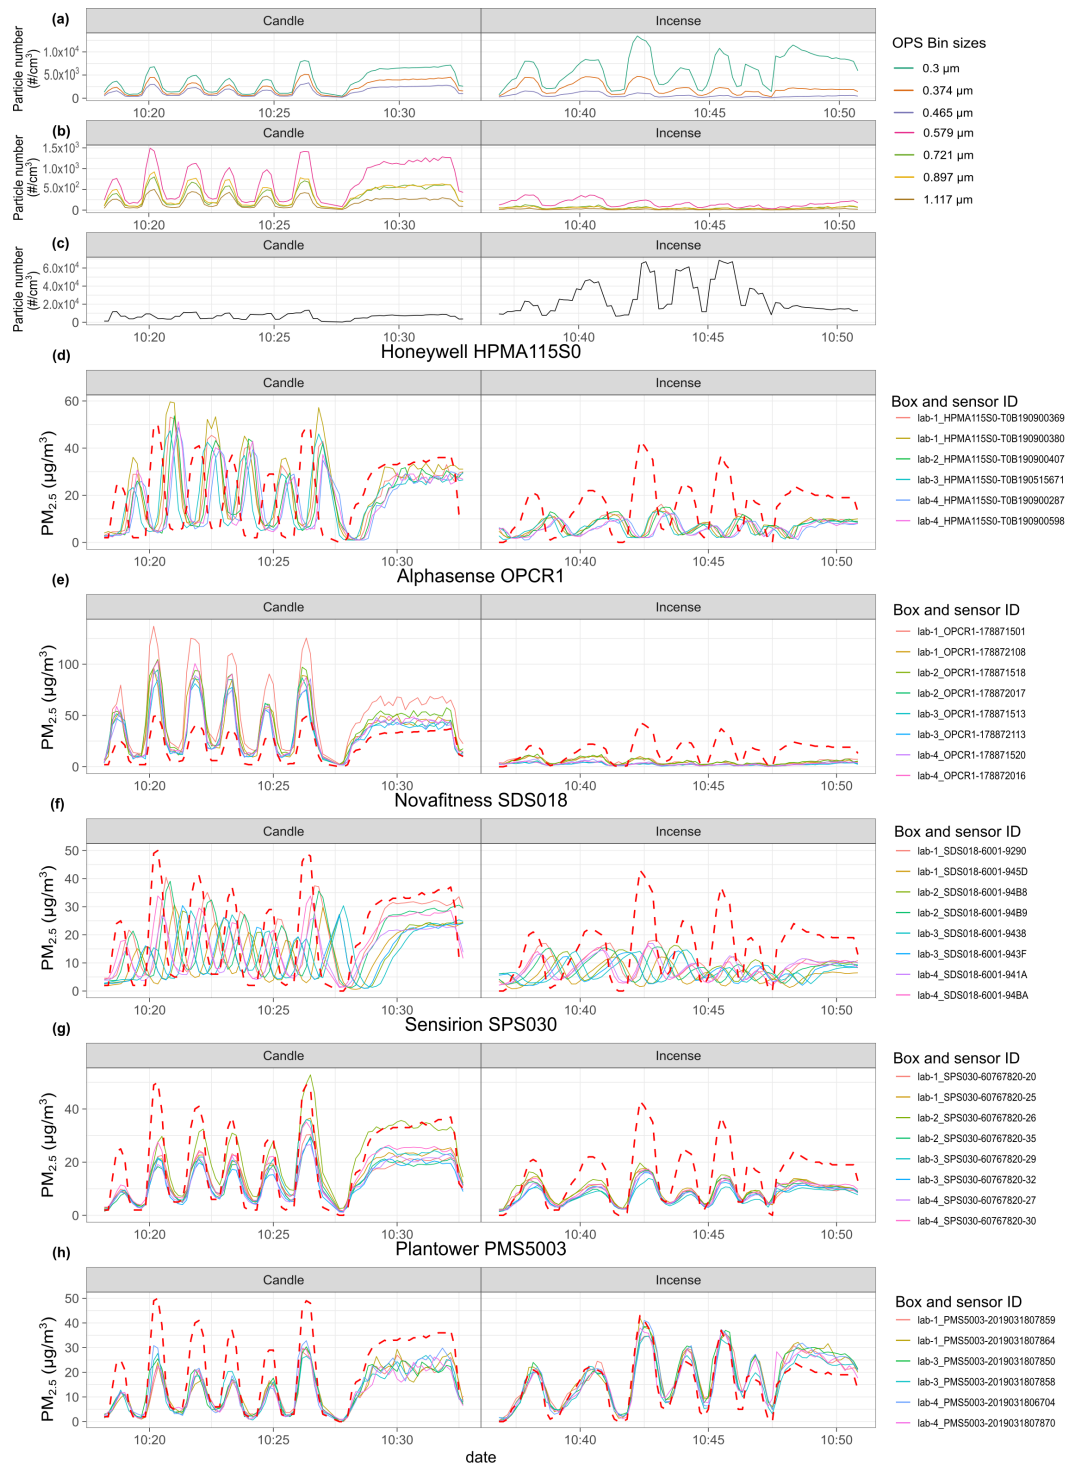 (a)
Candle
Incense
Particle number
(#/cm³)
1.0x10⁴
5.0x10³
0
10:20
10:25
10:30
10:40
10:45
10:50
OPS Bin sizes
0.3 µm
0.374 µm
0.465 µm
0.579 µm
0.721 µm
0.897 µm
1.117 µm
(b)
Candle
Incense
Particle number
(#/cm³)
1.5x10³
1.0x10³
5.0x10²
0
10:20
10:25
10:30
10:40
10:45
10:50
(c)
Candle
Incense
Particle number
(#/cm³)
6.0x10⁴
4.0x10⁴
2.0x10⁴
0
10:20
10:25
10:30
10:40
10:45
10:50
(d)
Honeywell HPMA115S0
Candle
Incense
PM2.5 (µg/m³)
60
40
20
0
10:20
10:25
10:30
10:40
10:45
10:50
Box and sensor ID
lab-1_HPMA115S0-T0B190900369
lab-1_HPMA115S0-T0B190900380
lab-2_HPMA115S0-T0B190900407
lab-3_HPMA115S0-T0B190515671
lab-4_HPMA115S0-T0B190900287
lab-4_HPMA115S0-T0B190900598
(e)
Alphasense OPCR1
Candle
Incense
PM2.5 (µg/m³)
100
50
0
10:20
10:25
10:30
10:40
10:45
10:50
Box and sensor ID
lab-1_OPCR1-178871501
lab-1_OPCR1-178872108
lab-2_OPCR1-178871518
lab-2_OPCR1-178872017
lab-3_OPCR1-178871513
lab-3_OPCR1-178872113
lab-4_OPCR1-178871520
lab-4_OPCR1-178872016
(f)
Novafitness SDS018
Candle
Incense
PM2.5 (µg/m³)
50
40
30
20
10
0
10:20
10:25
10:30
10:40
10:45
10:50
Box and sensor ID
lab-1_SDS018-6001-9290
lab-1_SDS018-6001-945D
lab-2_SDS018-6001-94B8
lab-2_SDS018-6001-94B9
lab-3_SDS018-6001-9438
lab-3_SDS018-6001-943F
lab-4_SDS018-6001-941A
lab-4_SDS018-6001-94BA
(g)
Sensirion SPS030
Candle
Incense
PM2.5 (µg/m³)
40
20
0
10:20
10:25
10:30
10:40
10:45
10:50
Box and sensor ID
lab-1_SPS030-60767820-20
lab-1_SPS030-60767820-25
lab-2_SPS030-60767820-26
lab-2_SPS030-60767820-35
lab-3_SPS030-60767820-29
lab-3_SPS030-60767820-32
lab-4_SPS030-60767820-27
lab-4_SPS030-60767820-30
(h)
Plantower PMS5003
Candle
Incense
PM2.5 (µg/m³)
50
40
30
20
10
0
10:20
10:25
10:30
10:40
10:45
10:50
date
Box and sensor ID
lab-1_PMS5003-2019031807859
lab-1_PMS5003-2019031807864
lab-3_PMS5003-2019031807850
lab-3_PMS5003-2019031807858
lab-4_PMS5003-2019031806704
lab-4_PMS5003-2019031807870